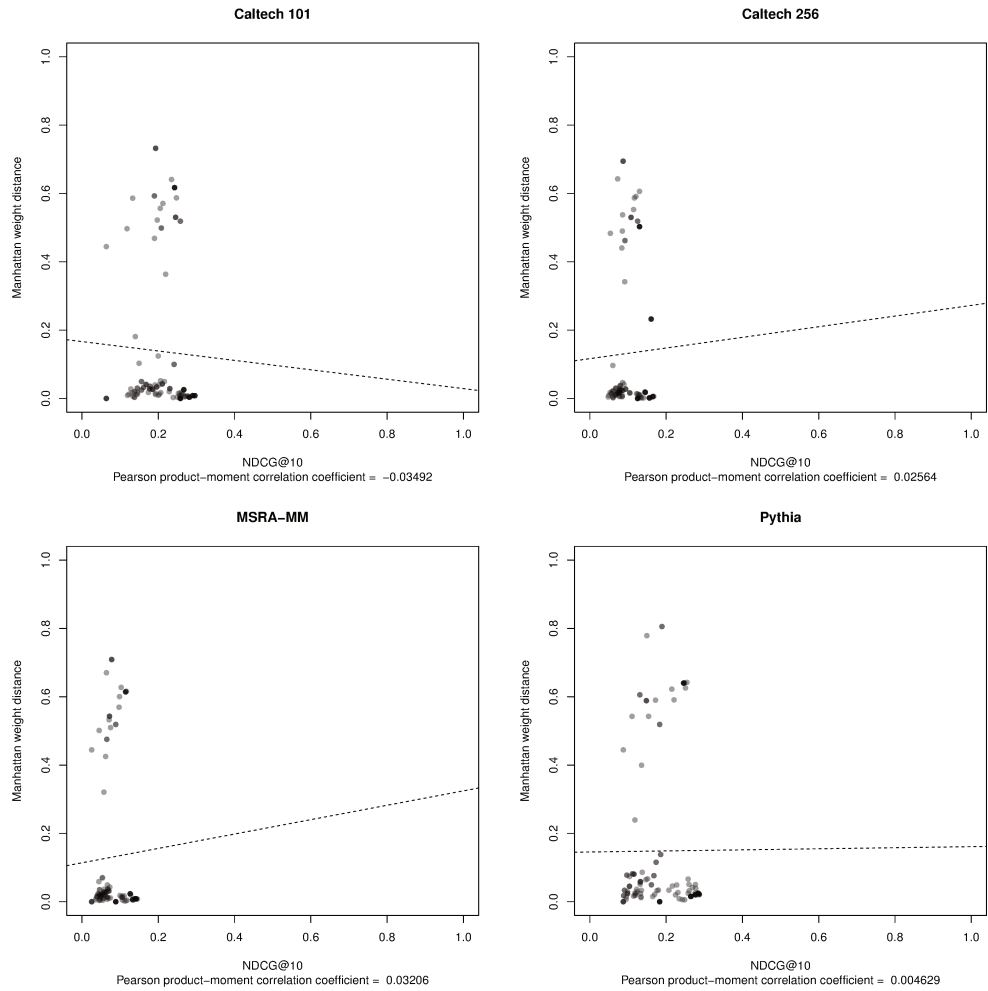 Caltech 101
Manhattan weight distance
1.0
0.8
0.6
0.4
0.2
0.0
0.0 0.2 0.4 0.6 0.8 1.0
NDCG@10
Pearson product−moment correlation coefficient = −0.03492
Caltech 256
Manhattan weight distance
1.0
0.8
0.6
0.4
0.2
0.0
0.0 0.2 0.4 0.6 0.8 1.0
NDCG@10
Pearson product−moment correlation coefficient = 0.02564
MSRA−MM
Manhattan weight distance
1.0
0.8
0.6
0.4
0.2
0.0
0.0 0.2 0.4 0.6 0.8 1.0
NDCG@10
Pearson product−moment correlation coefficient = 0.03206
Pythia
Manhattan weight distance
1.0
0.8
0.6
0.4
0.2
0.0
0.0 0.2 0.4 0.6 0.8 1.0
NDCG@10
Pearson product−moment correlation coefficient = 0.004629